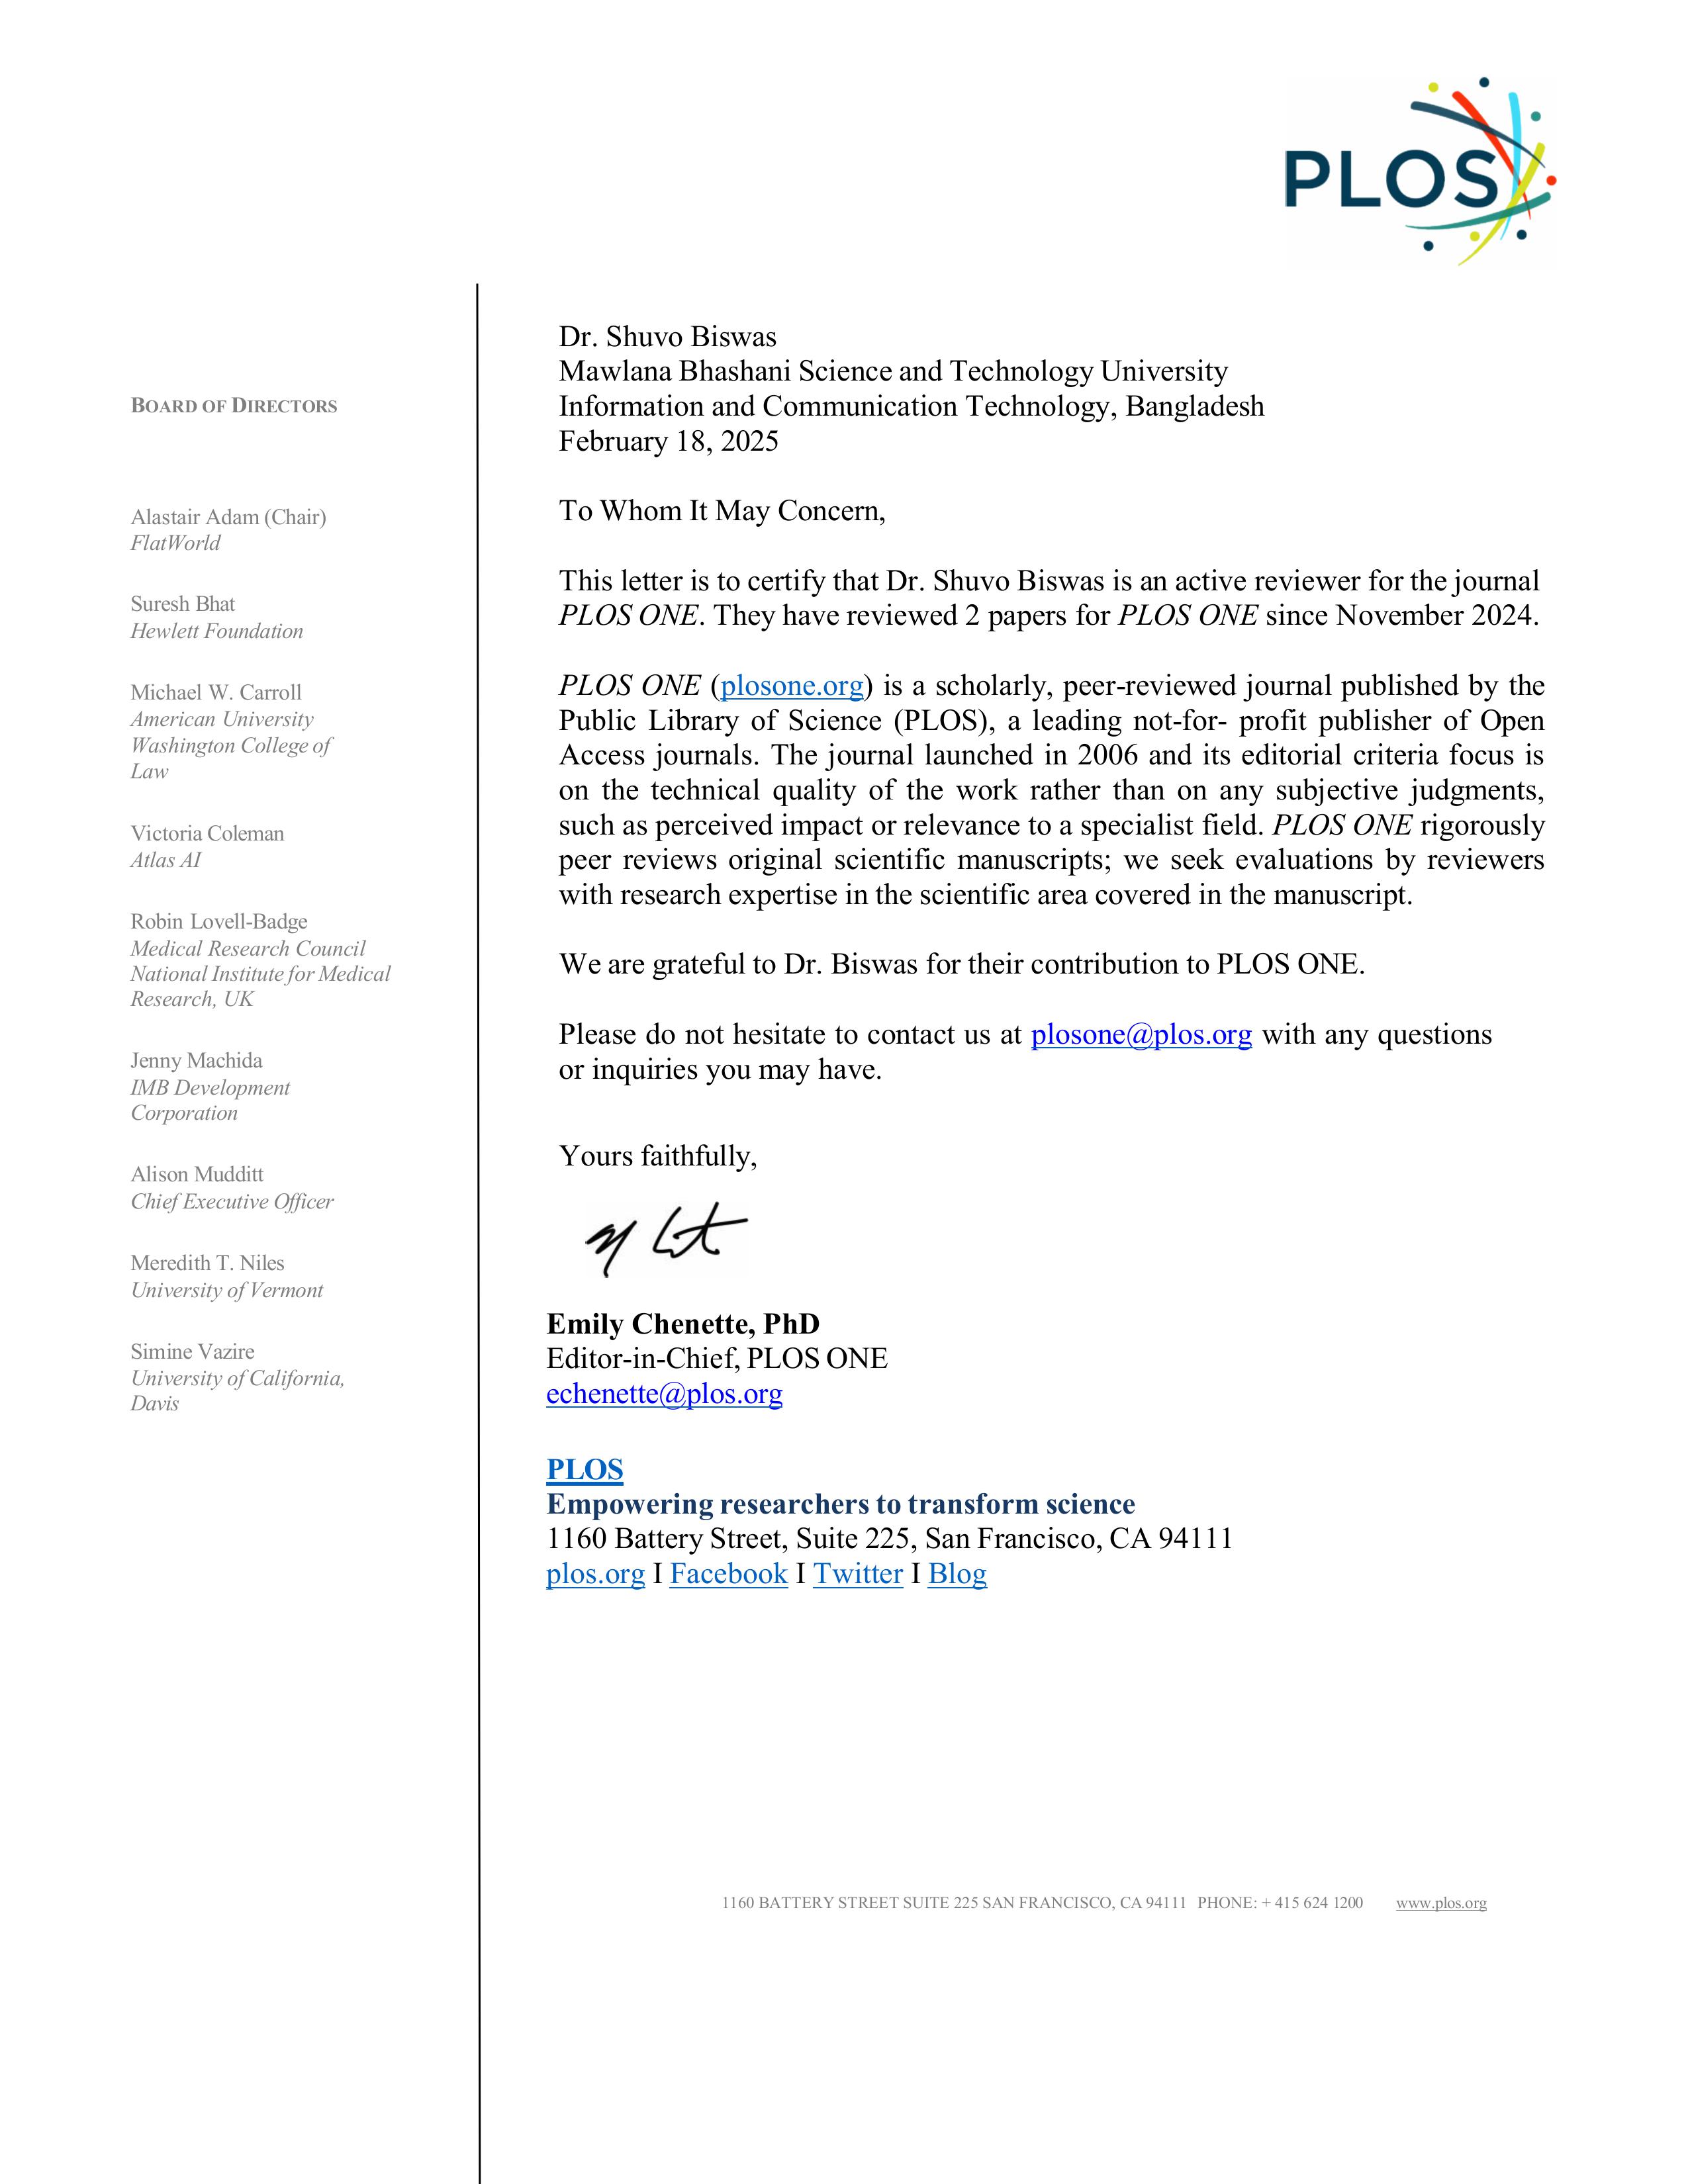 PLOS
BOARD OF DIRECTORS
Alastair Adam (Chair)
FlatWorld
Suresh Bhat
Hewlett Foundation
Michael W. Carroll
American University
Washington College of
Law
Victoria Coleman
Atlas AI
Robin Lovell-Badge
Medical Research Council
National Institute for Medical
Research, UK
Jenny Machida
IMB Development
Corporation
Alison Mudditt
Chief Executive Officer
Meredith T. Niles
University of Vermont
Simine Vazire
University of California,
Davis
Dr. Shuvo Biswas
Mawlana Bhashani Science and Technology University
Information and Communication Technology, Bangladesh
February 18, 2025
To Whom It May Concern,
This letter is to certify that Dr. Shuvo Biswas is an active reviewer for the journal
PLOS ONE. They have reviewed 2 papers for PLOS ONE since November 2024.
PLOS ONE (plosone.org) is a scholarly, peer-reviewed journal published by the
Public Library of Science (PLOS), a leading not-for- profit publisher of Open
Access journals. The journal launched in 2006 and its editorial criteria focus is
on the technical quality of the work rather than on any subjective judgments,
such as perceived impact or relevance to a specialist field. PLOS ONE rigorously
peer reviews original scientific manuscripts; we seek evaluations by reviewers
with research expertise in the scientific area covered in the manuscript.
We are grateful to Dr. Biswas for their contribution to PLOS ONE.
Please do not hesitate to contact us at plosone@plos.org with any questions
or inquiries you may have.
Yours faithfully,
Emily Chenette, PhD
Editor-in-Chief, PLOS ONE
echenette@plos.org
PLOS
Empowering researchers to transform science
1160 Battery Street, Suite 225, San Francisco, CA 94111
plos.org I Facebook I Twitter I Blog
1160 BATTERY STREET SUITE 225 SAN FRANCISCO, CA 94111 PHONE: + 415 624 1200 www.plos.org